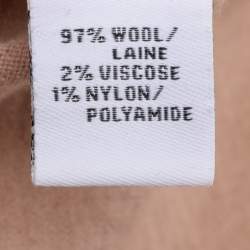 97% WOOL/
LAINE
2% VISCOSE
1% NYLON/
POLYAMIDE